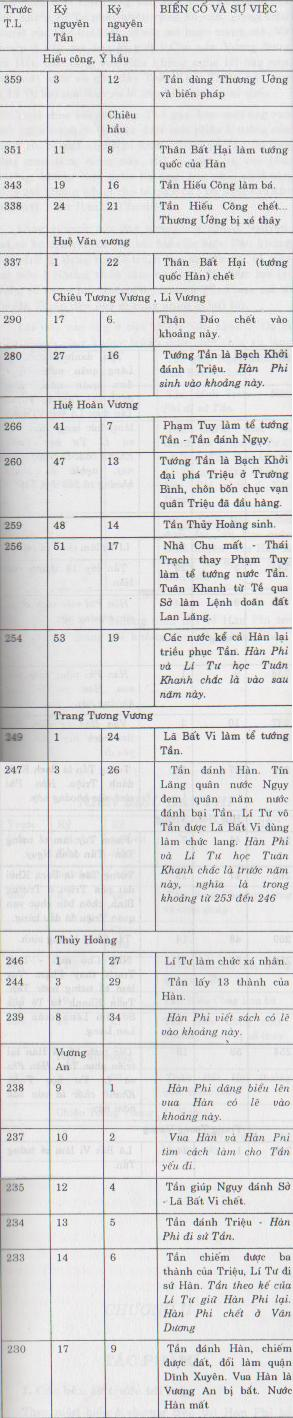 Trước Kỷ Kỷ BIẾN CỐ VÀ SỰ VIỆC
T.L nguyên nguyên
Tần Hàn
Hiếu công, Ý hầu
359 3 12 Tần dùng Thương Ưởng
và biến pháp
Chiêu
hầu
351 11 8 Thân Bất Hại làm tướng
quốc của Hàn
343 19 16 Tần Hiếu Công làm bá.
338 24 21 Tần Hiếu Công chết...
Thương Ưởng bị xé thây
Huệ Văn vương
337 1 22 Thân Bất Hại (tướng
quốc Hàn) chết
Chiêu Tương Vương , Li Vương
290 17 6. Thận Đáo chết vào
khoảng này.
280 27 16 Tướng Tần là Bạch Khởi
đánh Triệu. Hàn Phi
sinh vào khoảng này.
Huệ Hoàn Vương
266 41 7 Phạm Tuy làm tể tướng
Tần - Tần đánh Ngụy.
260 47 13 Tướng Tần là Bạch Khởi
đại phá Triệu ở Trường
Bình, chôn bốn chục vạn
quân Triệu đã đầu hàng.
259 48 14 Tần Thủy Hoàng sinh.
256 51 17 Nhà Chu mất - Thái
Trạch thay Phạm Tuy
làm tể tướng nước Tần.
Tuân Khanh từ Tề qua
Sở làm Lệnh doãn đất
Lan Lăng.
254 53 19 Các nước kể cả Hàn lại
triều phục Tần. Hàn Phi
và Lí Tư học Tuân
Khanh chắc là vào sau
năm này.
Trang Tương Vương
249 1 24 Lã Bất Vi làm tể tướng
Tần.
247 3 26 Tần đánh Hàn. Tín
Lăng quân nước Ngụy
đem quân năm nước
đánh bại Tần. Lí Tư vô
Tần được Lã Bất Vi dùng
làm chức lang. Hàn Phi
và Lí Tư học Tuân
Khanh chắc là trước năm
này, nghĩa là trong
khoảng từ 253 đến 246
Thủy Hoàng
246 1 27 Lí Tư làm chức xá nhân.
244 3 29 Tần lấy 13 thành của
Hàn.
239 8 34 Hàn Phi viết sách có lẽ
vào khoảng này.
Vương
An
238 9 1 Hàn Phi dâng biểu lên
vua Hàn có lẽ vào
khoảng này.
237 10 2 Vua Hàn và Hàn Phi
tìm cách làm cho Tần
yếu đi.
235 12 4 Tần giúp Ngụy đánh Sở
- Lã Bất Vi chết.
234 13 5 Tần đánh Triệu - Hàn
Phi đi sứ Tần.
233 14 6 Tần chiếm được ba
thành của Triệu, Lí Tư đi
sứ Hàn. Tần theo kế của
Lí Tư giữ Hàn Phi lại.
Hàn Phi chết ở Vân
Dương
230 17 9 Tần đánh Hàn, chiếm
được đất, đổi làm quận
Dĩnh Xuyên. Vua Hàn là
Vương An bị bắt. Nước
Hàn mất